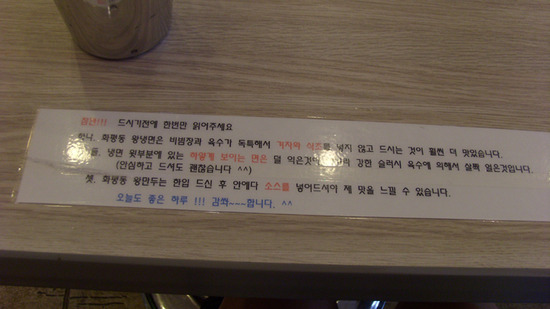 잠깐!!! 드시기전에 한번만 읽어주세요
하나, 화평동 왕냉면은 비빔장과 육수가 독특해서 겨자와 식초를 넣지 않고 드시는 것이 훨씬 더 맛있습니다.
둘, 냉면 윗부분에 있는 하얗게 보이는 면은 덜 익은것이 강한 슬러시 육수에 의해서 살짝 얼은것입니다.
(안심하고 드셔도 괜찮습니다 ^^)
셋, 화평동 왕만두는 한입 드신 후 안에다 소스를 넣어드셔야 제 맛을 느낄 수 있습니다.
오늘도 좋은 하루 !!! 감쏴~~~합니다. ^^